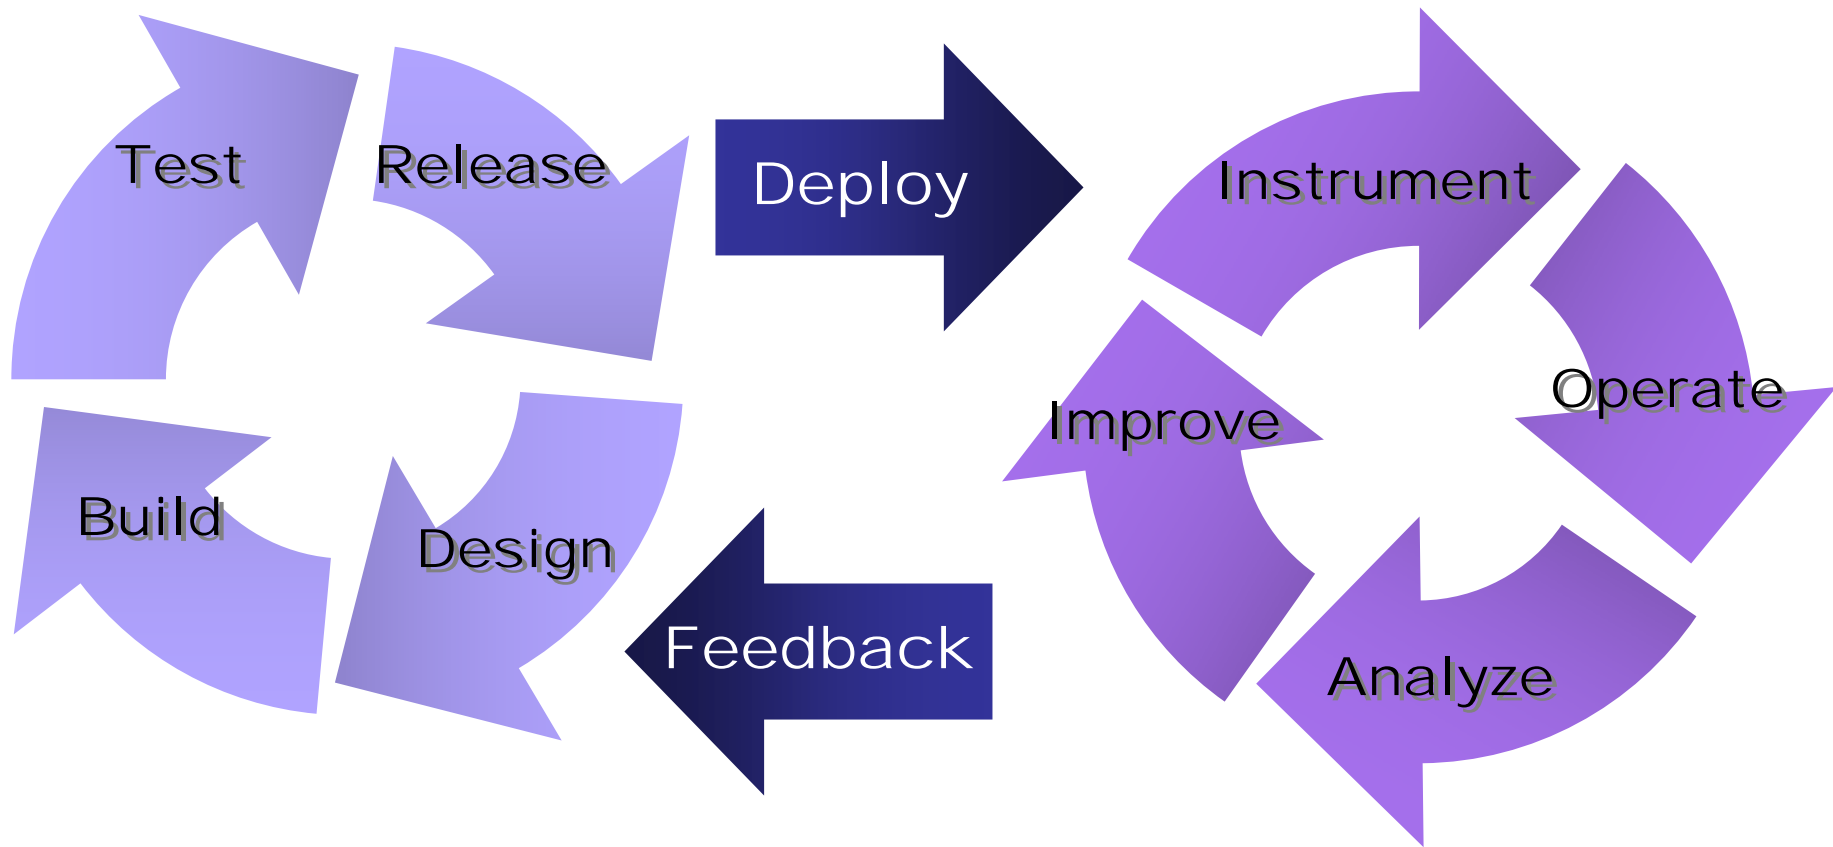 Test
Release
Deploy
Instrument
Operate
Improve
Build
Design
Feedback
Analyze